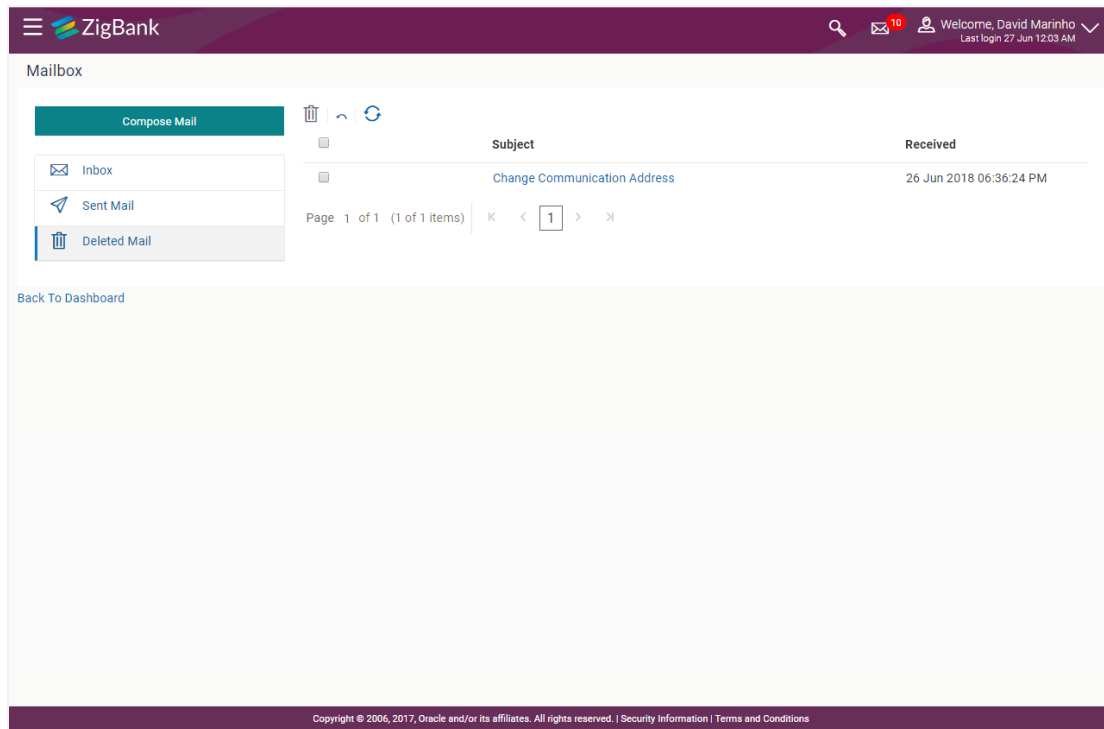 ZigBank
10
Welcome, David Marinho
Last login 27 Jun 12:03 AM
Mailbox
Compose Mail
Inbox
Sent Mail
Deleted Mail
Subject Received
Change Communication Address 26 Jun 2018 06:36:24 PM
Page 1 of 1 (1 of 1 items) 1
Back To Dashboard
Copyright © 2006, 2017, Oracle and/or its affiliates. All rights reserved. | Security Information | Terms and Conditions